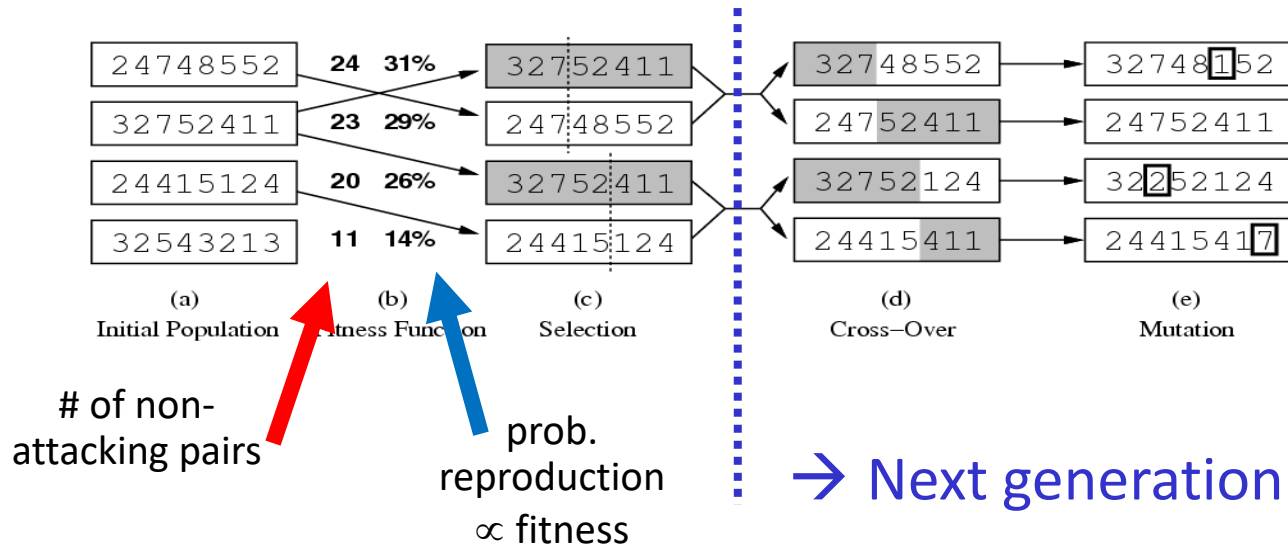 24748552 24 31% 32752411 32748552 32748152
32752411 23 29% 24748552 24752411 24752411
24415124 20 26% 32752411 32752124 32252124
32543213 11 14% 24415124 24415411 24415417
(a) (b) (c) (d) (e)
Initial Population Fitness Function Selection Cross–Over Mutation
# of non-
attacking pairs
prob.
reproduction
∝ fitness
→ Next generation